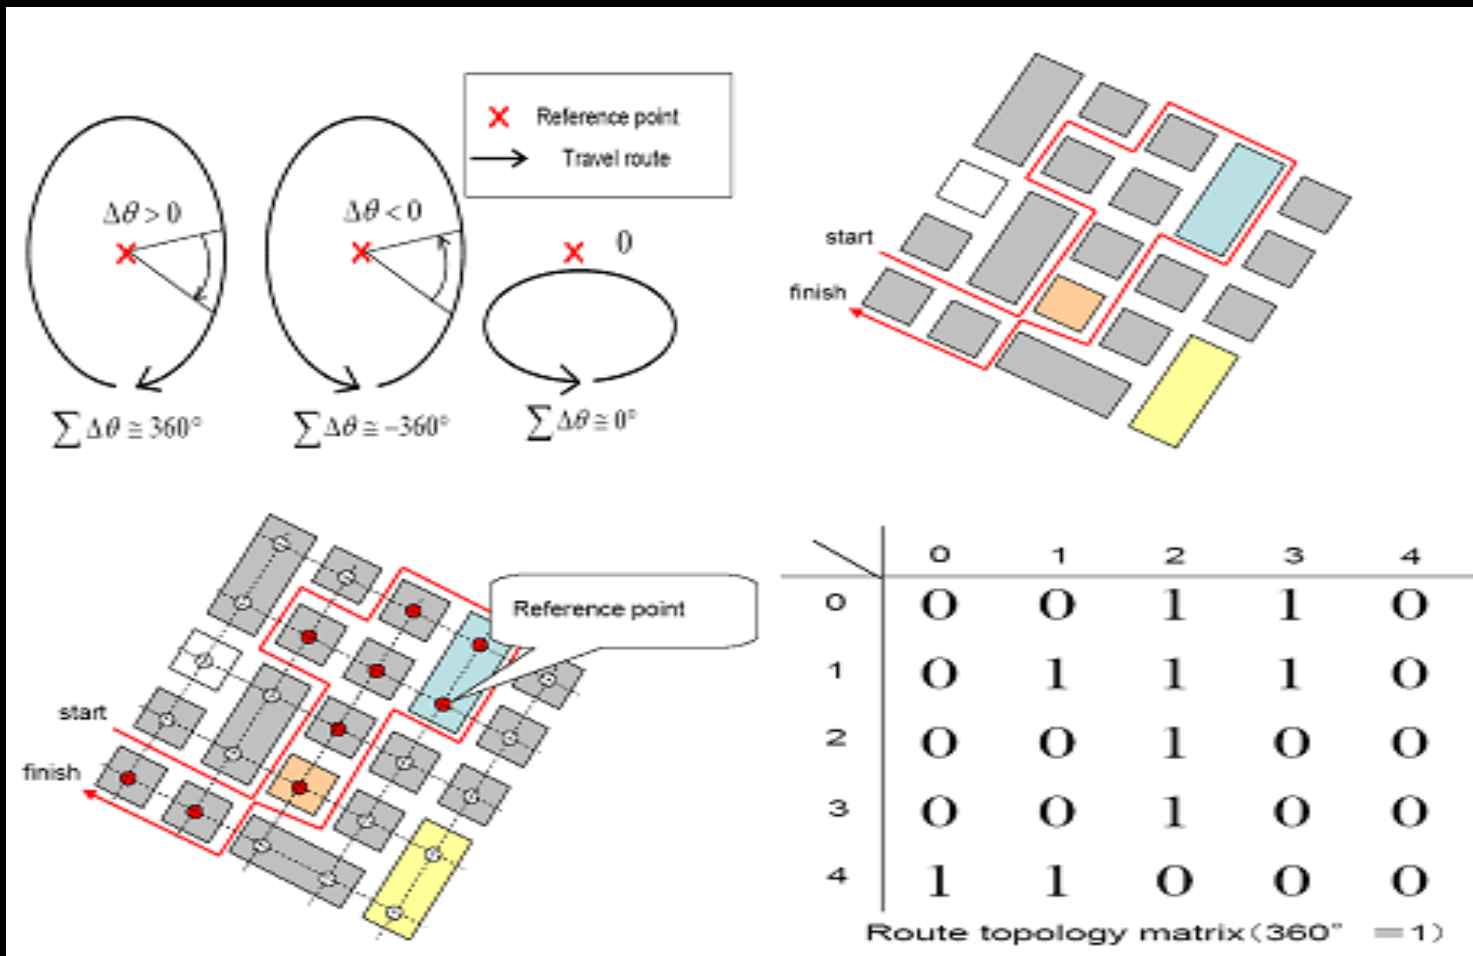 Reference point
Travel route
Δθ > 0
Δθ < 0
0
∑ Δθ ≅ 360°
∑ Δθ ≅ -360°
∑ Δθ ≅ 0°
start
finish
Reference point
start
finish
0 1 2 3 4
0 0 0 1 1 0
1 0 1 1 1 0
2 0 0 1 0 0
3 0 0 1 0 0
4 1 1 0 0 0
Route topology matrix(360° =1)